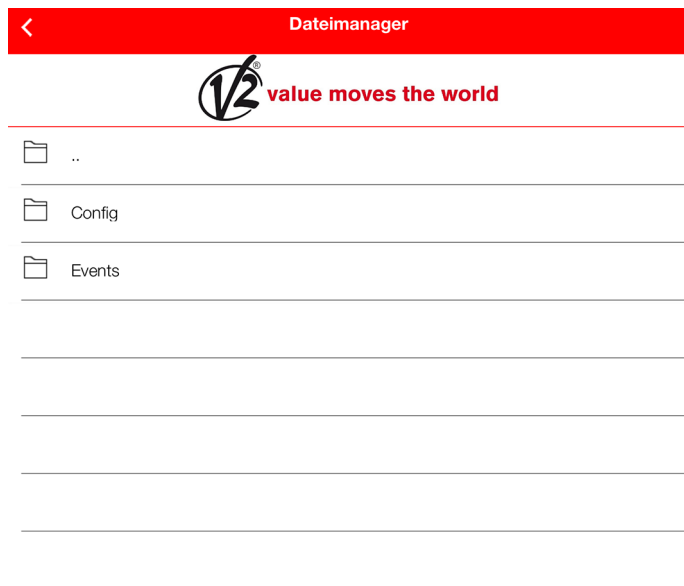 Dateimanager
V2® value moves the world
..
Config
Events